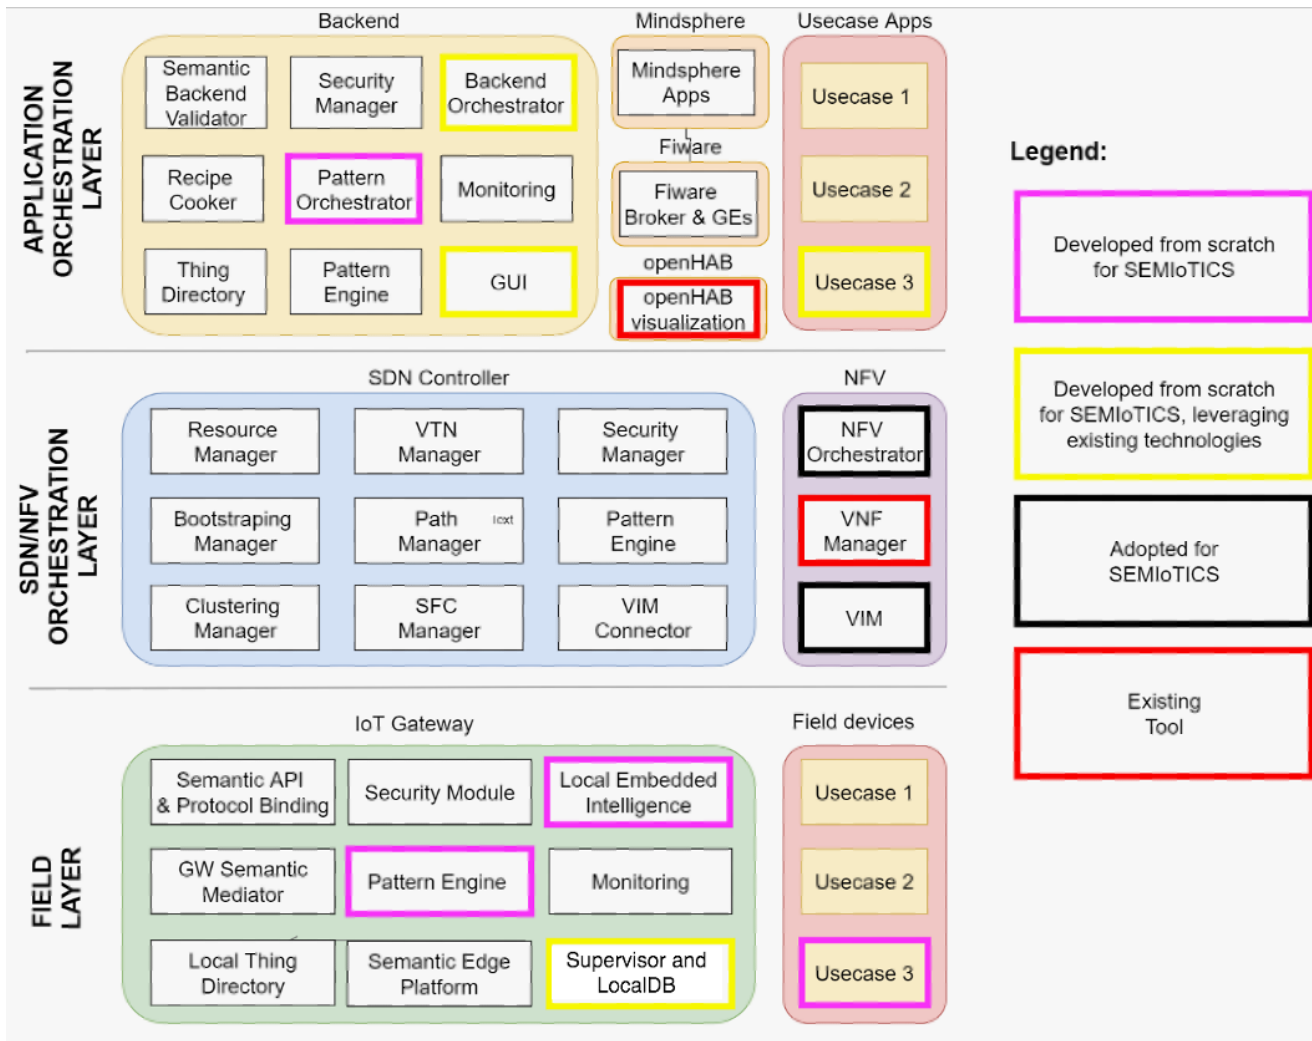 Backend
Mindsphere
Usecase Apps
APPLICATION
ORCHESTRATION
LAYER
Semantic
Backend
Validator
Security
Manager
Backend
Orchestrator
Mindsphere
Apps
Usecase 1
Fiware
Recipe
Cooker
Pattern
Orchestrator
Monitoring
Fiware
Broker & GEs
Usecase 2
openHAB
Thing
Directory
Pattern
Engine
GUI
openHAB
visualization
Usecase 3
SDN Controller
NFV
SDN/NFV
ORCHESTRATION
LAYER
Resource
Manager
VTN
Manager
Security
Manager
NFV
Orchestrator
Bootstraping
Manager
Path
Manager
Pattern
Engine
VNF
Manager
Clustering
Manager
SFC
Manager
VIM
Connector
VIM
IoT Gateway
Field devices
FIELD
LAYER
Semantic API
& Protocol Binding
Security Module
Local Embedded
Intelligence
Usecase 1
GW Semantic
Mediator
Pattern Engine
Monitoring
Usecase 2
Local Thing
Directory
Semantic Edge
Platform
Supervisor and
LocalDB
Usecase 3
Legend:
Developed from scratch
for SEMIoTICS
Developed from scratch
for SEMIoTICS, leveraging
existing technologies
Adopted for
SEMIoTICS
Existing
Tool